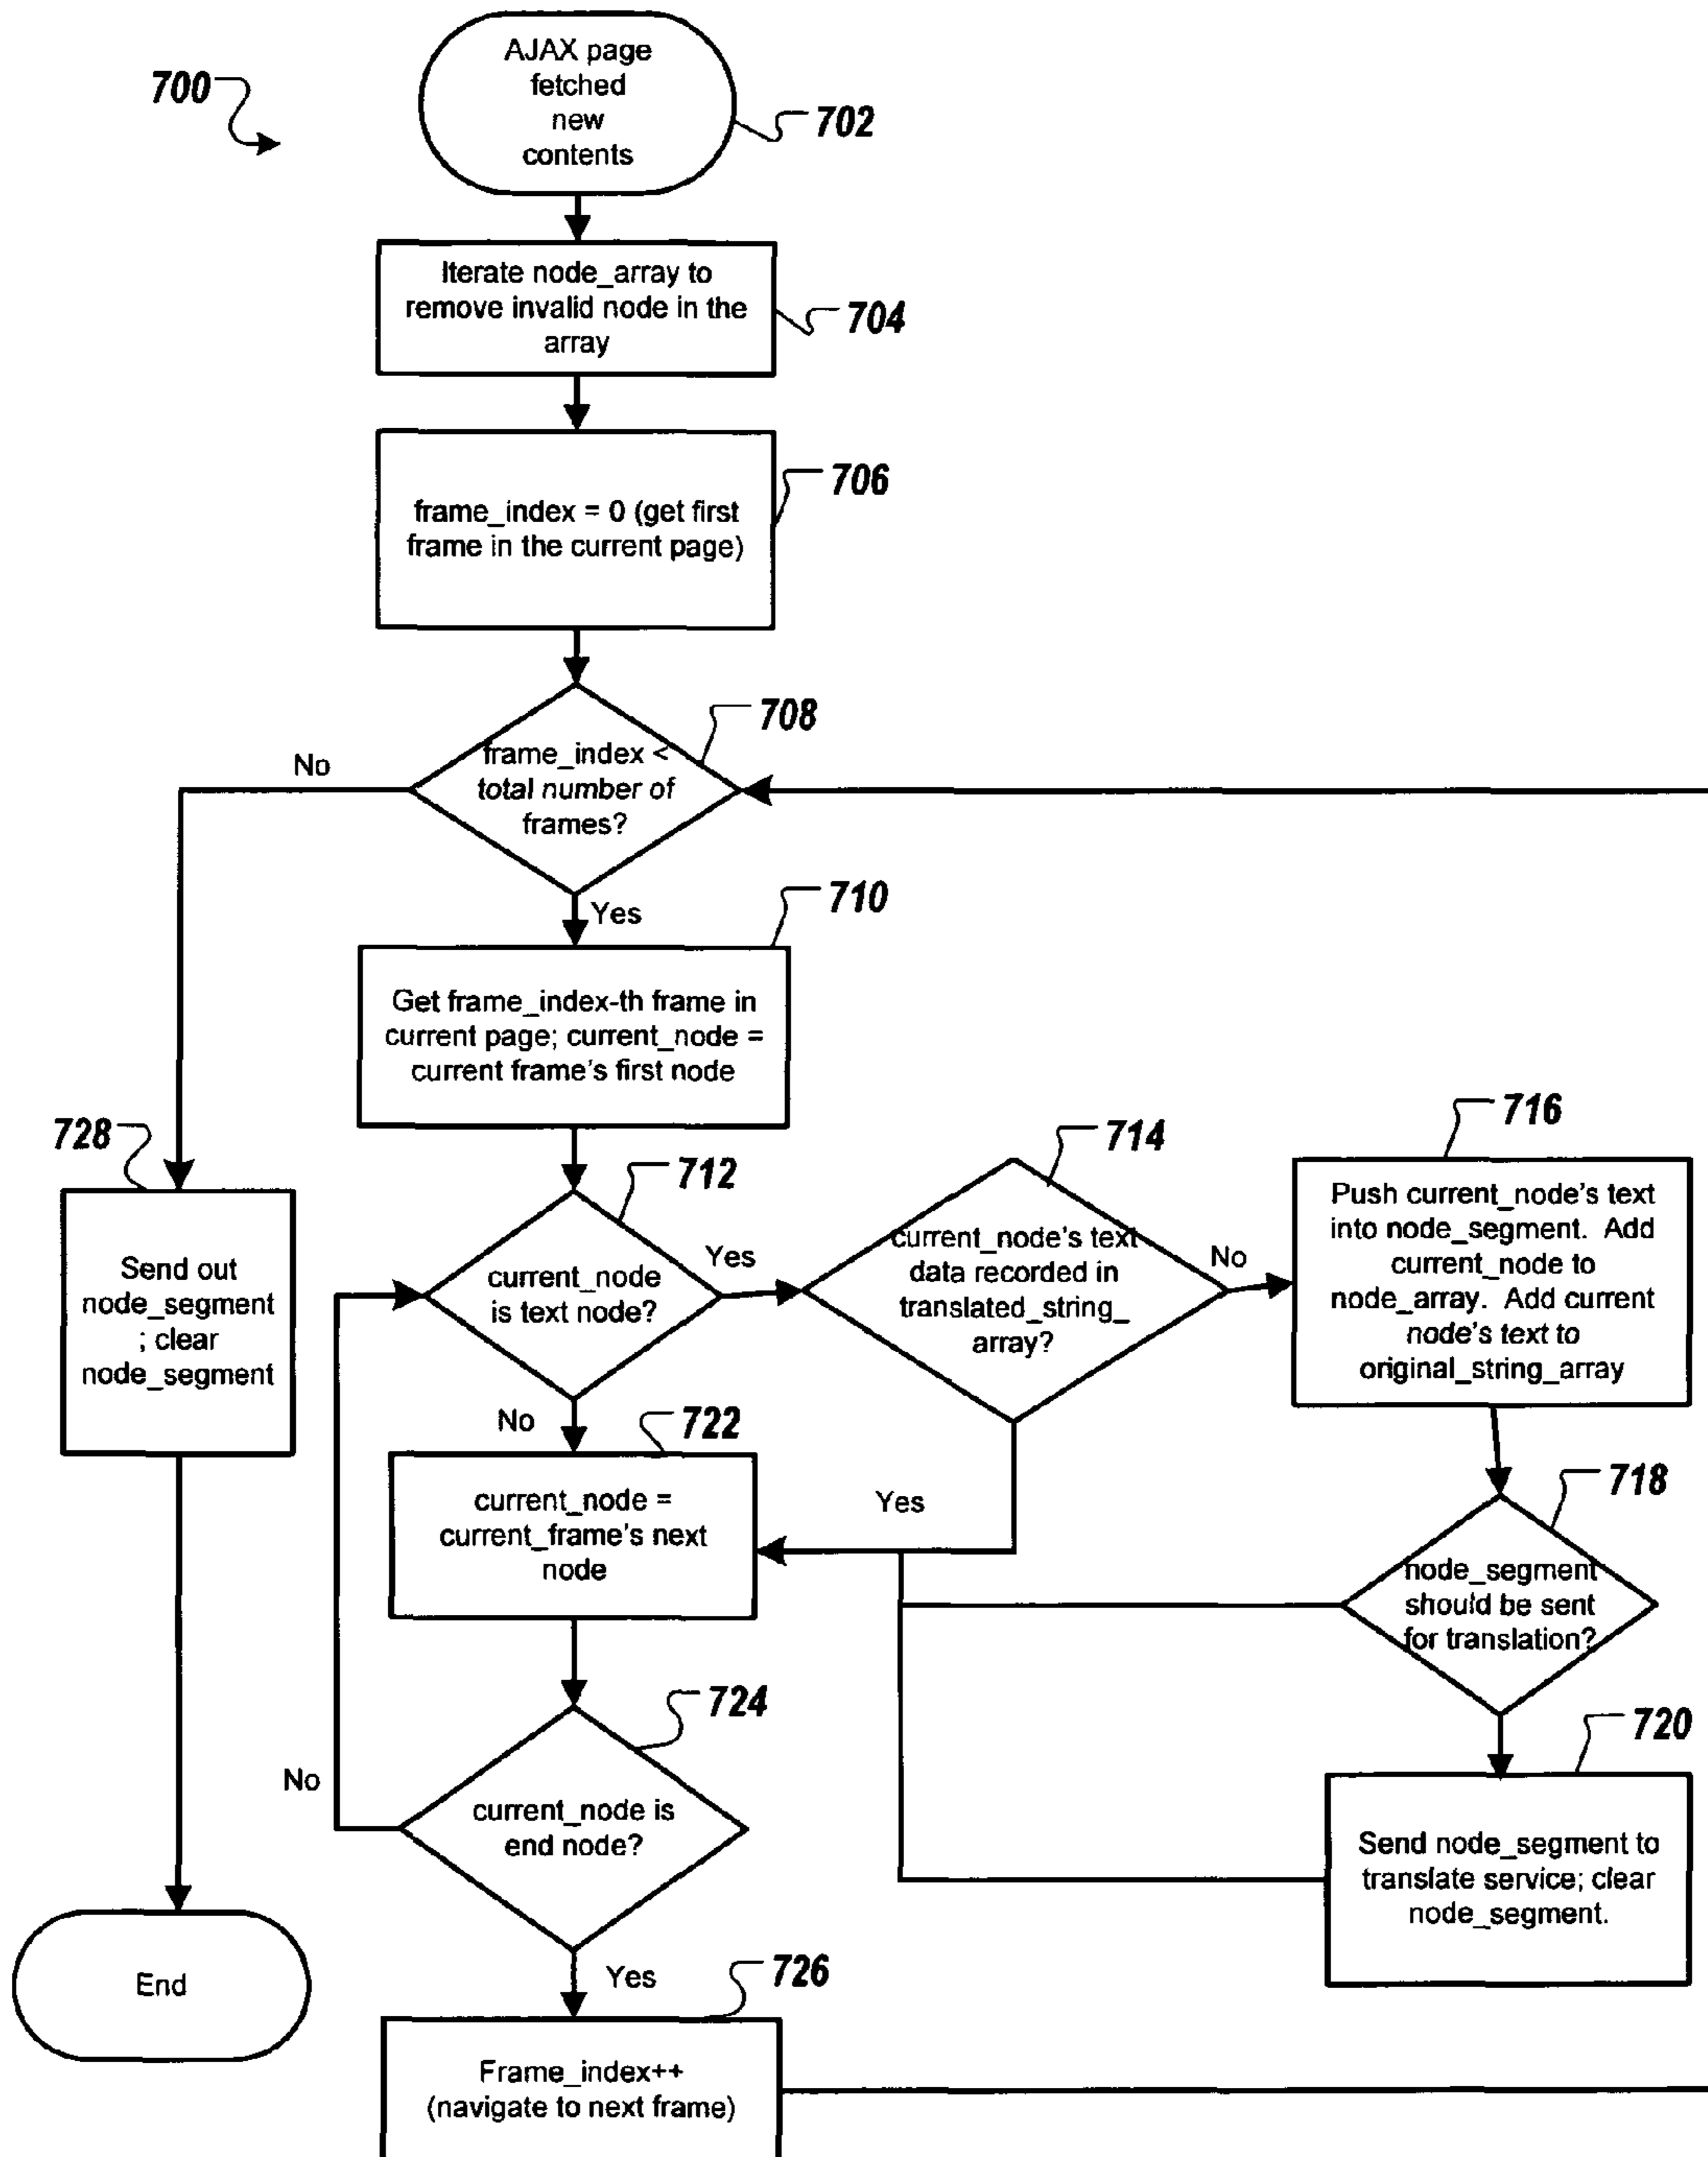 700
AJAX page
fetched
new
contents
702
Iterate node_array to
remove invalid node in the
array
704
frame_index = 0 (get first
frame in the current page)
706
frame_index <
total number of
frames?
708
No
Yes
Get frame_index-th frame in
current page; current_node =
current frame's first node
710
728
Send out
node_segment
; clear
node_segment
712
current_node
is text node?
Yes
714
current_node's text
data recorded in
translated_string_
array?
No
716
Push current_node's text
into node_segment. Add
current_node to
node_array. Add current
node's text to
original_string_array
No
722
current_node =
current_frame's next
node
Yes
718
node_segment
should be sent
for translation?
724
current_node is
end node?
No
720
Send node_segment to
translate service; clear
node_segment.
End
Yes
726
Frame_index++
(navigate to next frame)